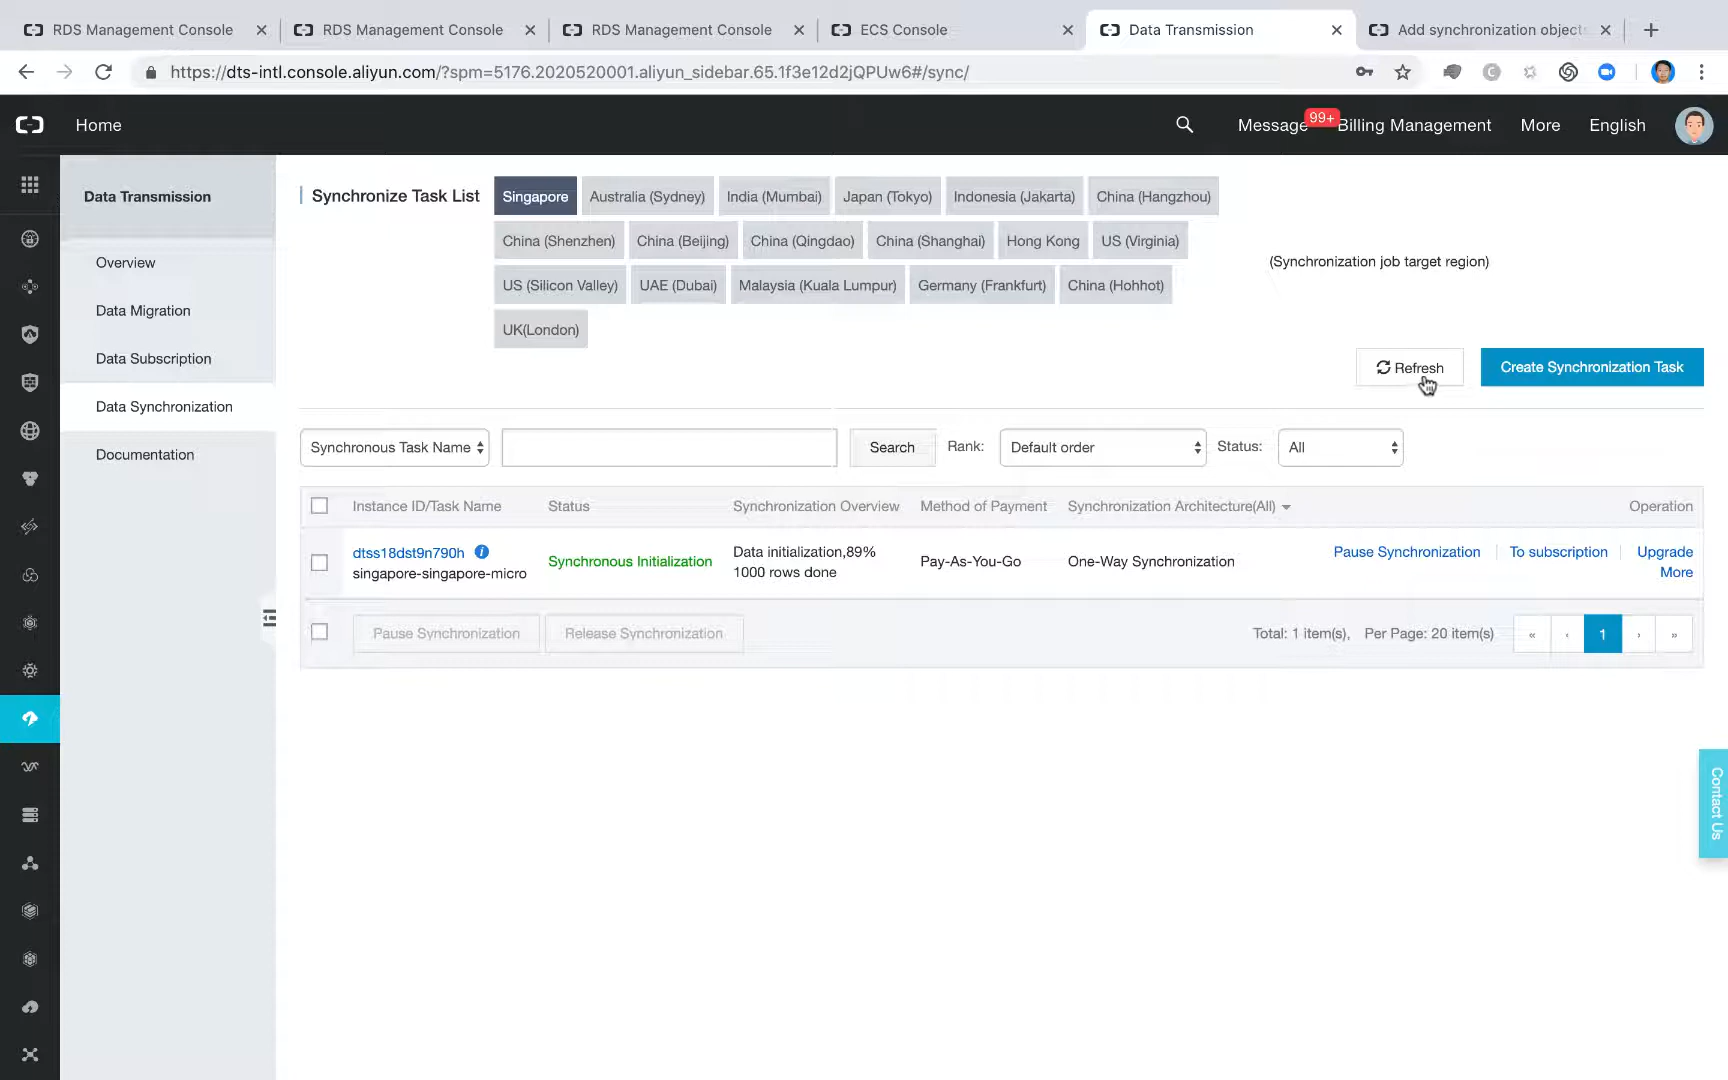 RDS Management Console
RDS Management Console
RDS Management Console
ECS Console
Data Transmission
Add synchronization objects
https://dts-intl.console.aliyun.com/?spm=5176.2020520001.aliyun_sidebar.65.1f3e12d2jQPUw6#/sync/
Home
Message 99+
Billing Management
More
English
Data Transmission
Overview
Data Migration
Data Subscription
Data Synchronization
Documentation
Synchronize Task List
Singapore
Australia (Sydney)
India (Mumbai)
Japan (Tokyo)
Indonesia (Jakarta)
China (Hangzhou)
China (Shenzhen)
China (Beijing)
China (Qingdao)
China (Shanghai)
Hong Kong
US (Virginia)
US (Silicon Valley)
UAE (Dubai)
Malaysia (Kuala Lumpur)
Germany (Frankfurt)
China (Hohhot)
UK(London)
(Synchronization job target region)
Refresh
Create Synchronization Task
Synchronous Task Name
Search
Rank:
Default order
Status:
All
Instance ID/Task Name
Status
Synchronization Overview
Method of Payment
Synchronization Architecture(All)
Operation
dtss18dst9n790h
singapore-singapore-micro
Synchronous Initialization
Data initialization,89%
1000 rows done
Pay-As-You-Go
One-Way Synchronization
Pause Synchronization
To subscription
Upgrade
More
Pause Synchronization
Release Synchronization
Total: 1 item(s), Per Page: 20 item(s)
« ‹ 1 › »
Contact Us